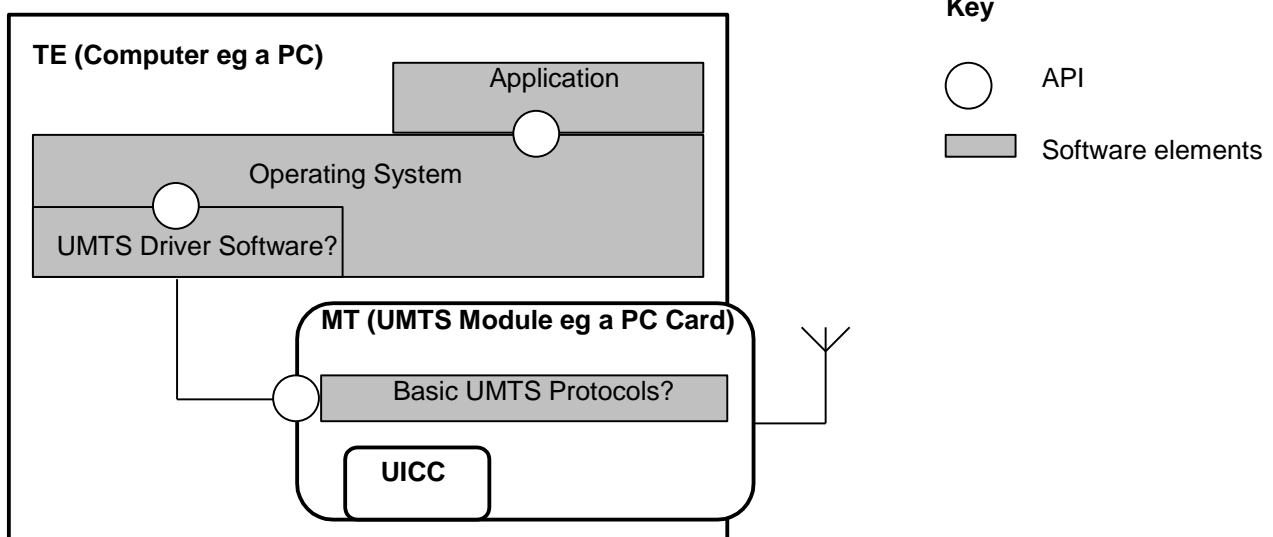 Key
TE (Computer eg a PC)
Application
API
Software elements
Operating System
UMTS Driver Software?
MT (UMTS Module eg a PC Card)
Basic UMTS Protocols?
UICC